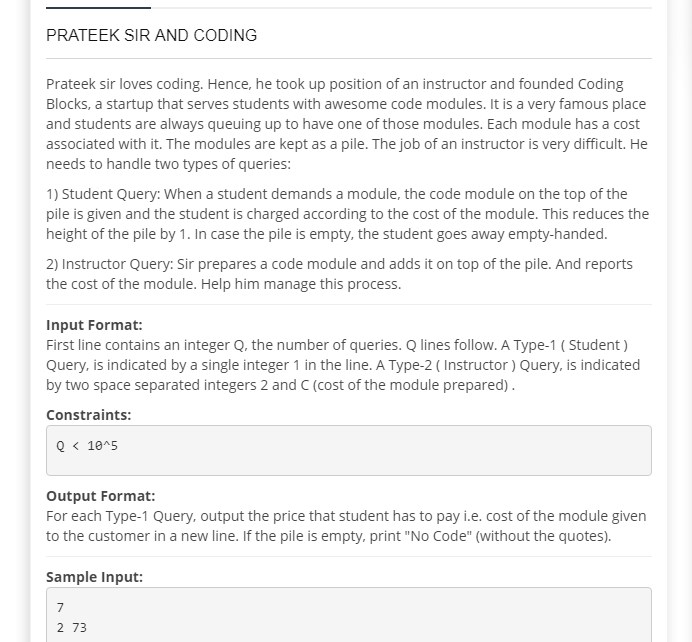 PRATEEK SIR AND CODING
Prateek sir loves coding. Hence, he took up position of an instructor and founded Coding
Blocks, a startup that serves students with awesome code modules. It is a very famous place
and students are always queuing up to have one of those modules. Each module has a cost
associated with it. The modules are kept as a pile. The job of an instructor is very difficult. He
needs to handle two types of queries:
1) Student Query: When a student demands a module, the code module on the top of the
pile is given and the student is charged according to the cost of the module. This reduces the
height of the pile by 1. In case the pile is empty, the student goes away empty-handed.
2) Instructor Query: Sir prepares a code module and adds it on top of the pile. And reports
the cost of the module. Help him manage this process.
Input Format:
First line contains an integer Q, the number of queries. Q lines follow. A Type-1 ( Student )
Query, is indicated by a single integer 1 in the line. A Type-2 ( Instructor ) Query, is indicated
by two space separated integers 2 and C (cost of the module prepared) .
Constraints:
Q < 10^5
Output Format:
For each Type-1 Query, output the price that student has to pay i.e. cost of the module given
to the customer in a new line. If the pile is empty, print "No Code" (without the quotes).
Sample Input:
7
2 73